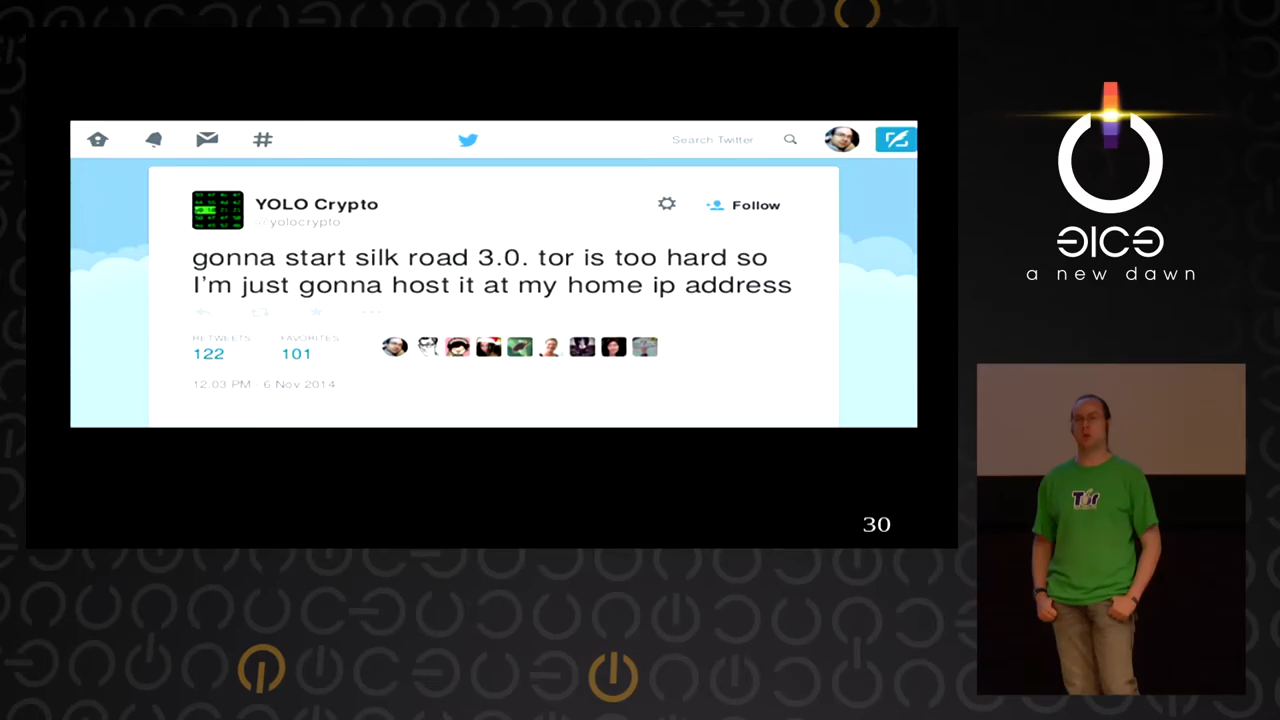 Search Twitter
YOLO Crypto
yolocrypto
Follow
gonna start silk road 3.0. tor is too hard so
I'm just gonna host it at my home ip address
RETWEETS
FAVORITES
122
101
12:03 PM - 6 Nov 2014
30
a new dawn
Tor